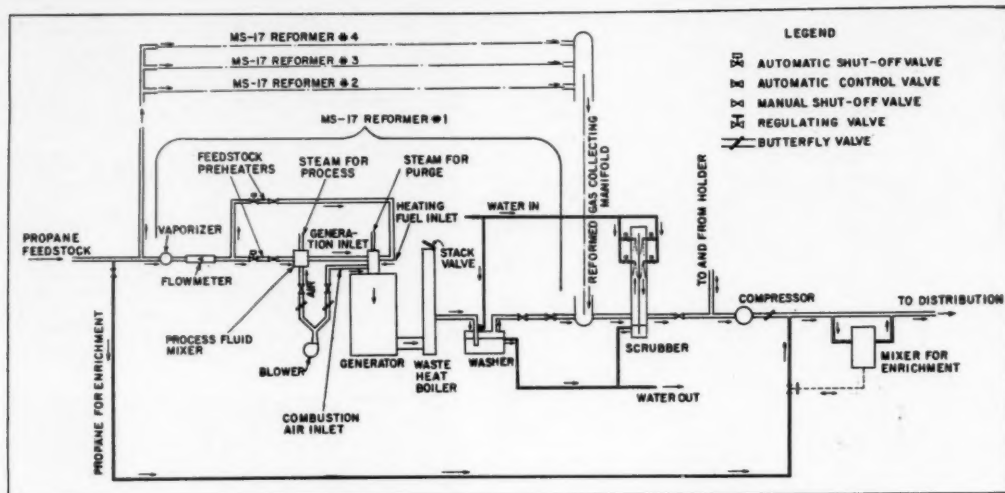 MS-17 REFORMER #4
MS-17 REFORMER #3
MS-17 REFORMER #2
MS-17 REFORMER #1
LEGEND
AUTOMATIC SHUT-OFF VALVE
AUTOMATIC CONTROL VALVE
MANUAL SHUT-OFF VALVE
REGULATING VALVE
BUTTERFLY VALVE
FEEDSTOCK
PREHEATERS
STEAM FOR
PROCESS
STEAM FOR
PURGE
HEATING
FUEL INLET
WATER IN
REFORMED GAS COLLECTING
MANIFOLD
TO AND FROM HOLDER
PROPANE
FEEDSTOCK
VAPORIZER
FLOWMETER
GENERA-
TION INLET
STACK
VALVE
AIR
PROCESS FLUID
MIXER
BLOWER
GENERATOR
COMBUSTION
AIR INLET
WASTE
HEAT
BOILER
WASHER
WATER OUT
SCRUBBER
COMPRESSOR
TO DISTRIBUTION
MIXER FOR
ENRICHMENT
PROPANE FOR ENRICHMENT